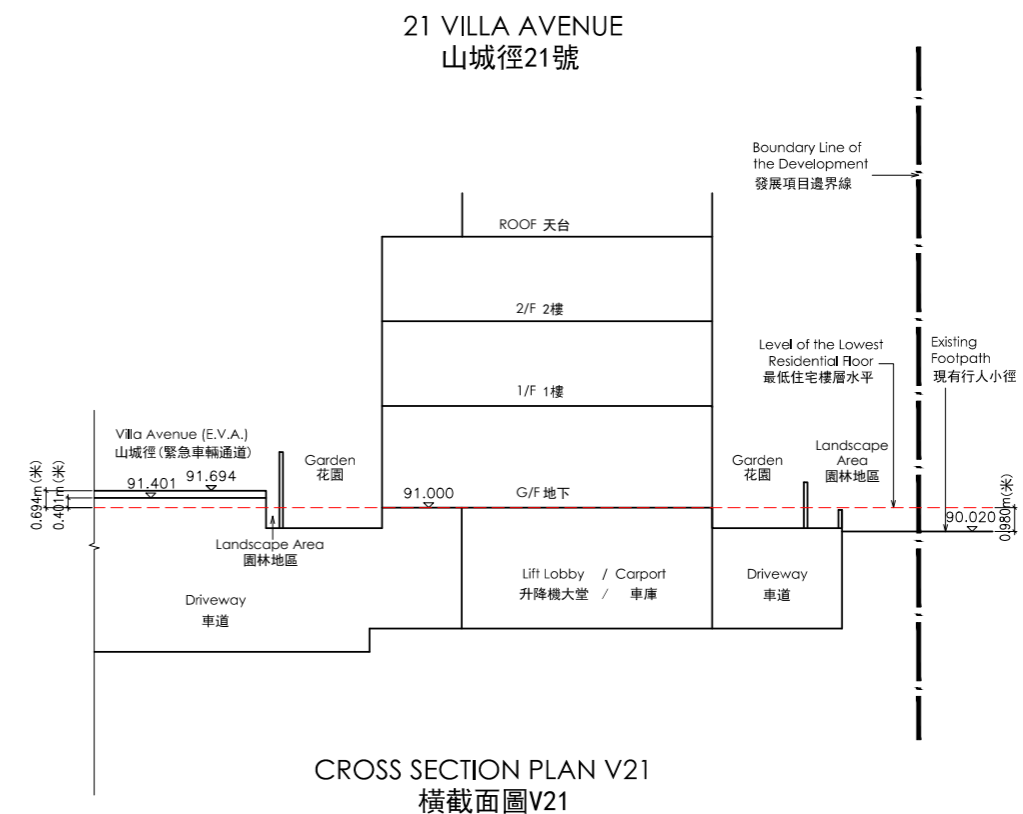 21 VILLA AVENUE
山城徑21號
Boundary Line of
the Development
發展項目邊界線
ROOF 天台
2/F 2樓
Level of the Lowest
Residential Floor
最低住宅樓層水平
Existing
Footpath
現有行人小徑
1/F 1樓
Villa Avenue (E.V.A.)
山城徑(緊急車輛通道)
91.401
91.694
0.694m(米)
0.401m(米)
Garden
花園
91.000
G/F 地下
Garden
花園
Landscape
Area
園林地區
90.020
0.980m(米)
Landscape Area
園林地區
Driveway
車道
Lift Lobby / Carport
升降機大堂 / 車庫
Driveway
車道
CROSS SECTION PLAN V21
橫截面圖V21